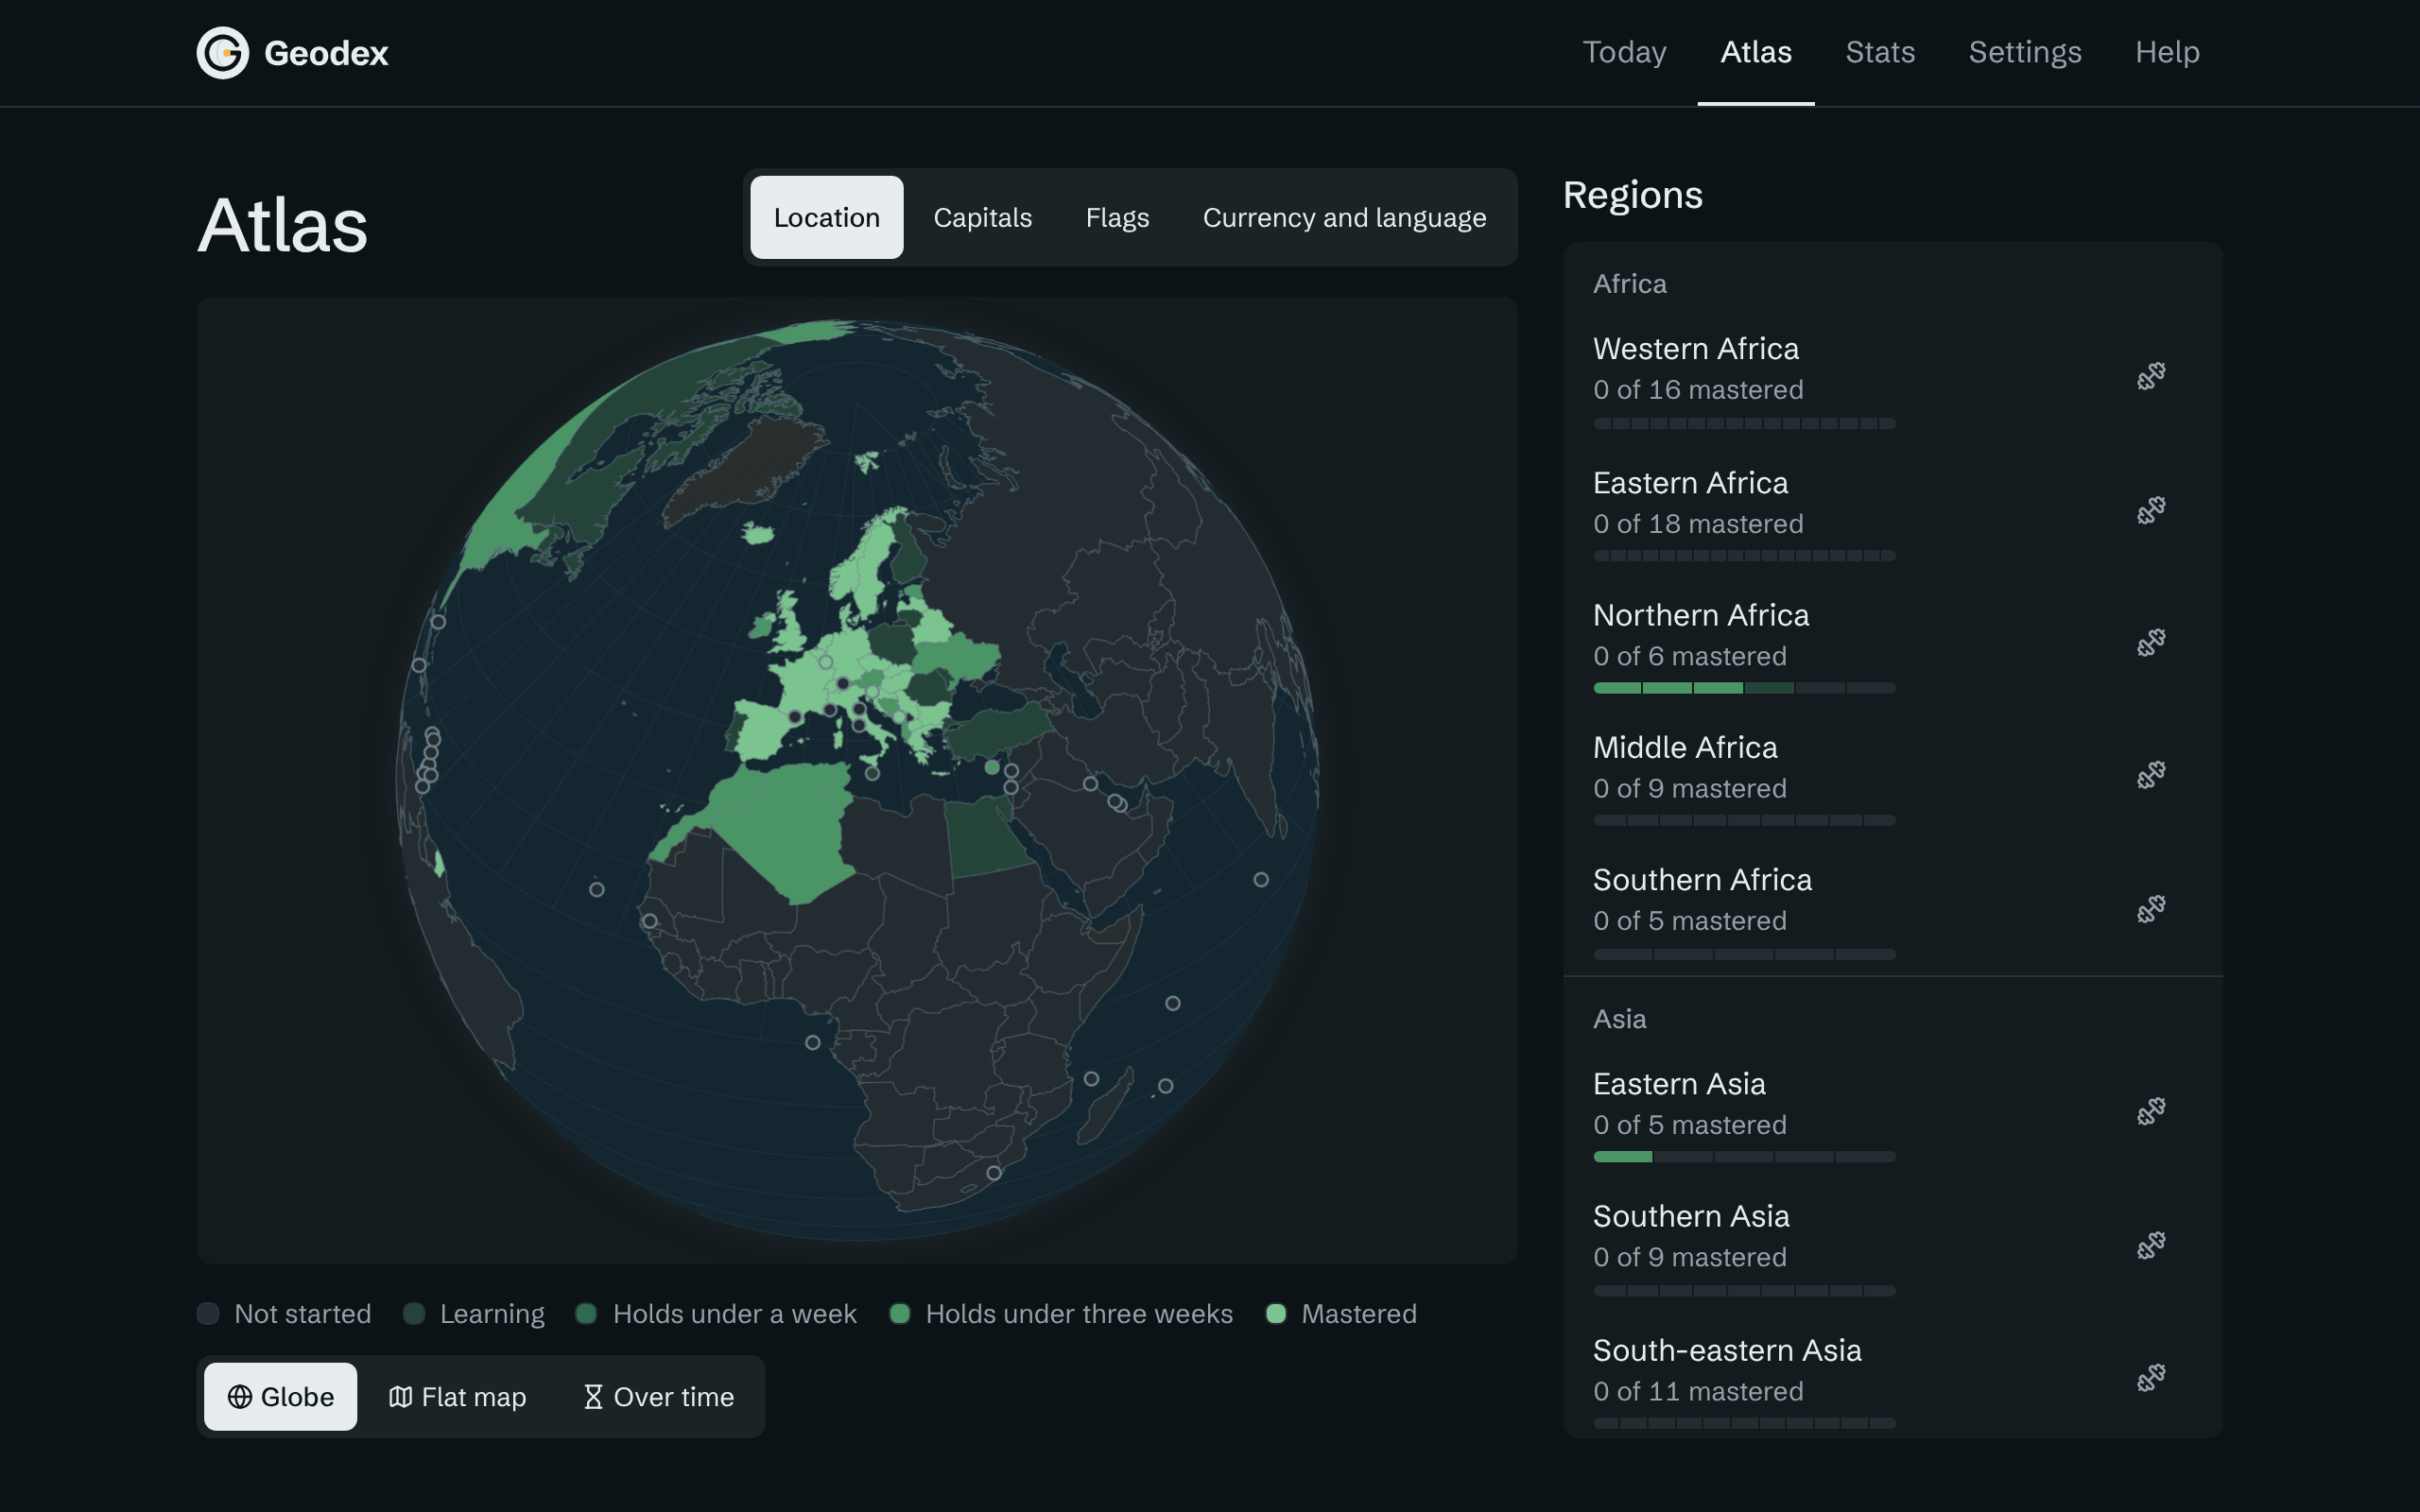 Geodex
Today
Atlas
Stats
Settings
Help
Atlas
Location
Capitals
Flags
Currency and language
Not started
Learning
Holds under a week
Holds under three weeks
Mastered
Globe
Flat map
Over time
Regions
Africa
Western Africa
0 of 16 mastered
Eastern Africa
0 of 18 mastered
Northern Africa
0 of 6 mastered
Middle Africa
0 of 9 mastered
Southern Africa
0 of 5 mastered
Asia
Eastern Asia
0 of 5 mastered
Southern Asia
0 of 9 mastered
South-eastern Asia
0 of 11 mastered